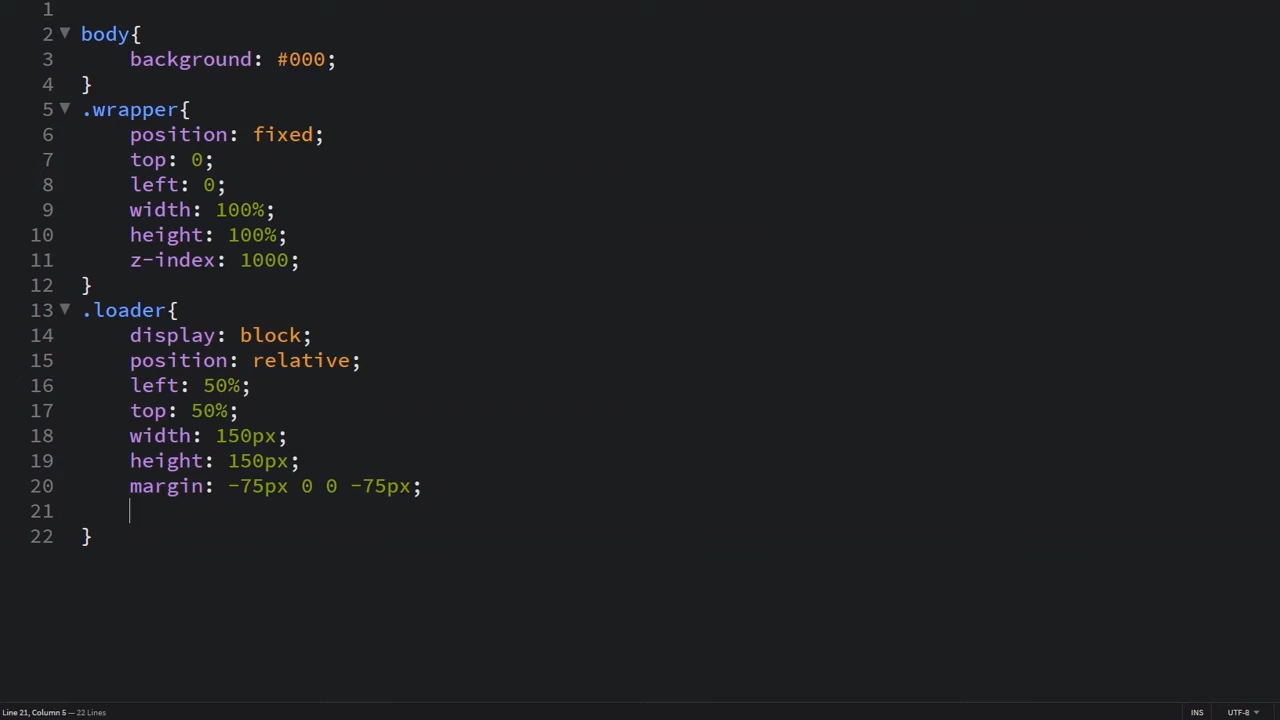 1
2 body{
3 background: #000;
4 }
5 .wrapper{
6 position: fixed;
7 top: 0;
8 left: 0;
9 width: 100%;
10 height: 100%;
11 z-index: 1000;
12 }
13 .loader{
14 display: block;
15 position: relative;
16 left: 50%;
17 top: 50%;
18 width: 150px;
19 height: 150px;
20 margin: -75px 0 0 -75px;
21
22 }
Line 21, Column 5 — 22 Lines INS UTF-8